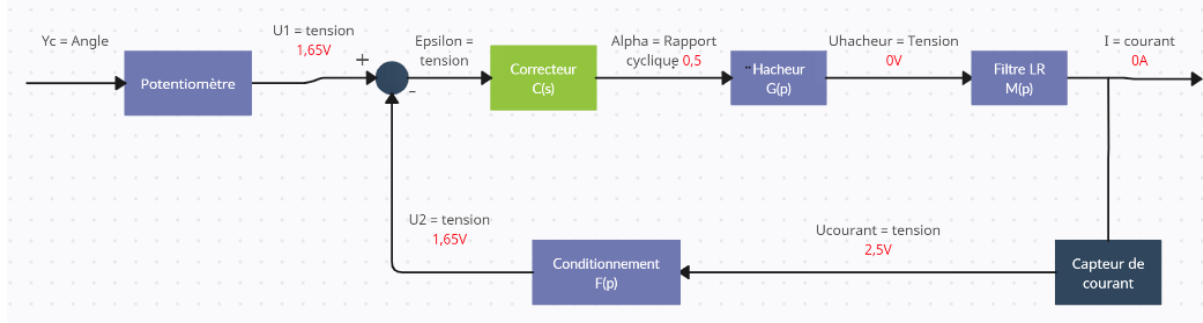 Yc = Angle
Potentiomètre
U1 = tension
1,65V
+
-
Epsilon =
tension
Correcteur
C(s)
Alpha = Rapport
cyclique 0,5
Hacheur
G(p)
Uhacheur = Tension
0V
Filtre LR
M(p)
I = courant
0A
U2 = tension
1,65V
Conditionnement
F(p)
Ucourant = tension
2,5V
Capteur de
courant